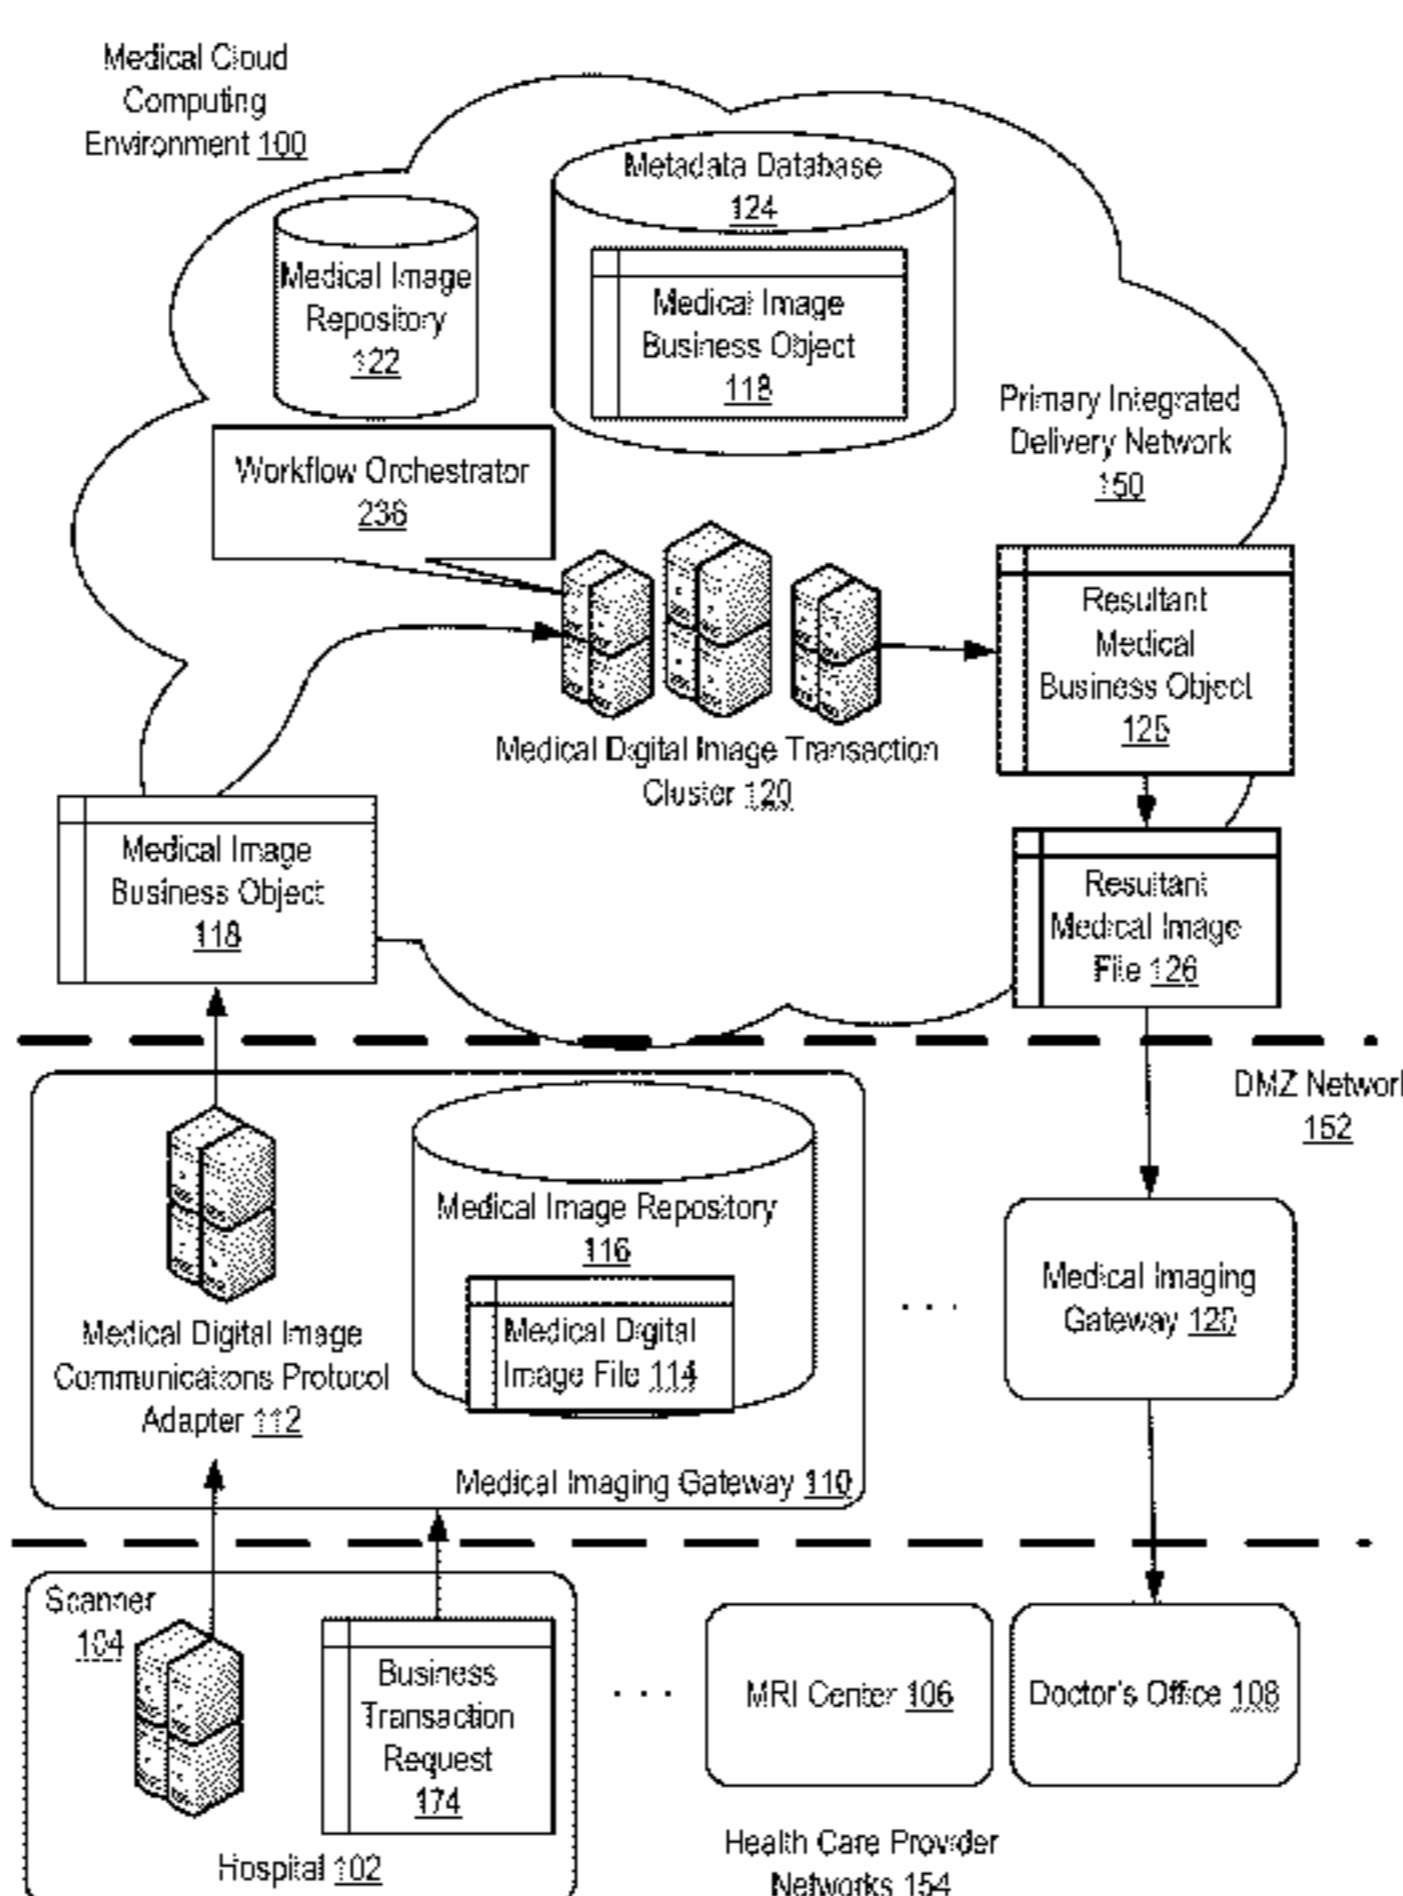 Medical Cloud
Computing
Environment 100
Metadata Database
124
Medical Image
Repository
122
Medical Image
Business Object
118
Primary Integrated
Delivery Network
150
Workflow Orchestrator
236
Resultant
Medical
Business Object
125
Medical Digital Image Transaction
Cluster 120
Medical Image
Business Object
118
Resultant
Medical Image
File 126
DMZ Network
152
Medical Image Repository
116
Medical Digital
Image File 114
Medical Digital Image
Communications Protocol
Adapter 112
Medical Imaging Gateway 110
. . .
Medical Imaging
Gateway 120
Scanner
104
Business
Transaction
Request
174
Hospital 102
. . .
MRI Center 106
Doctor's Office 108
Health Care Provider
Networks 154